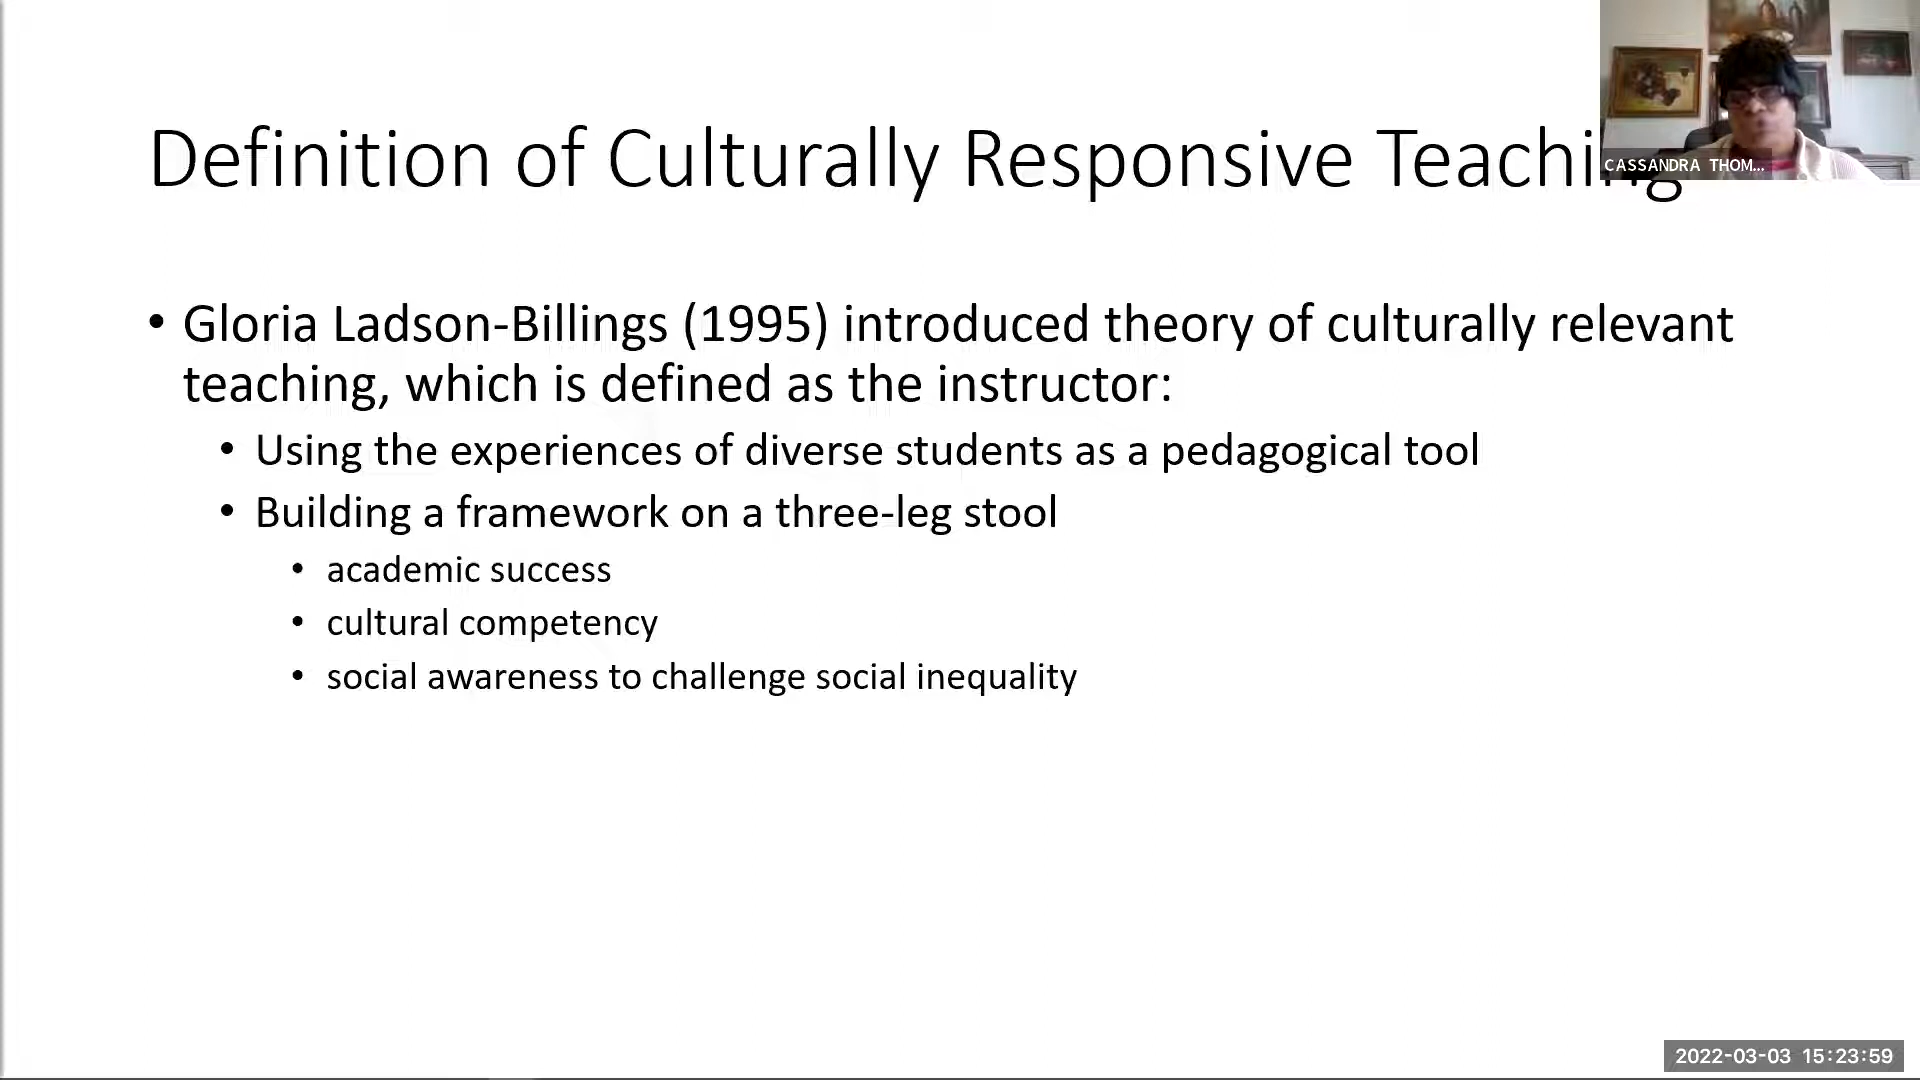 Definition of Culturally Responsive Teaching
CASSANDRA THOM...
• Gloria Ladson-Billings (1995) introduced theory of culturally relevant
teaching, which is defined as the instructor:
• Using the experiences of diverse students as a pedagogical tool
• Building a framework on a three-leg stool
• academic success
• cultural competency
• social awareness to challenge social inequality
2022-03-03 15:23:59